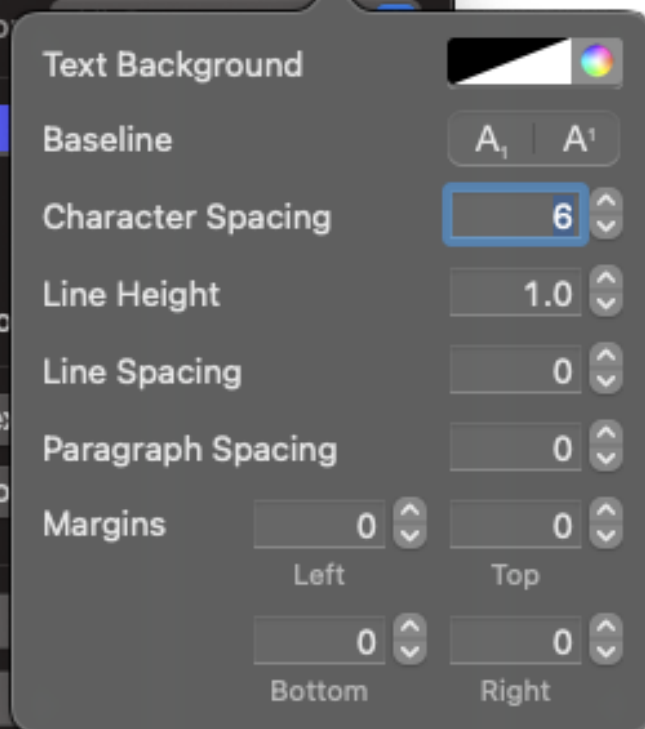 Text Background
Baseline A₁ A¹
Character Spacing 6
Line Height 1.0
Line Spacing 0
Paragraph Spacing 0
Margins 0 0
Left Top
0 0
Bottom Right